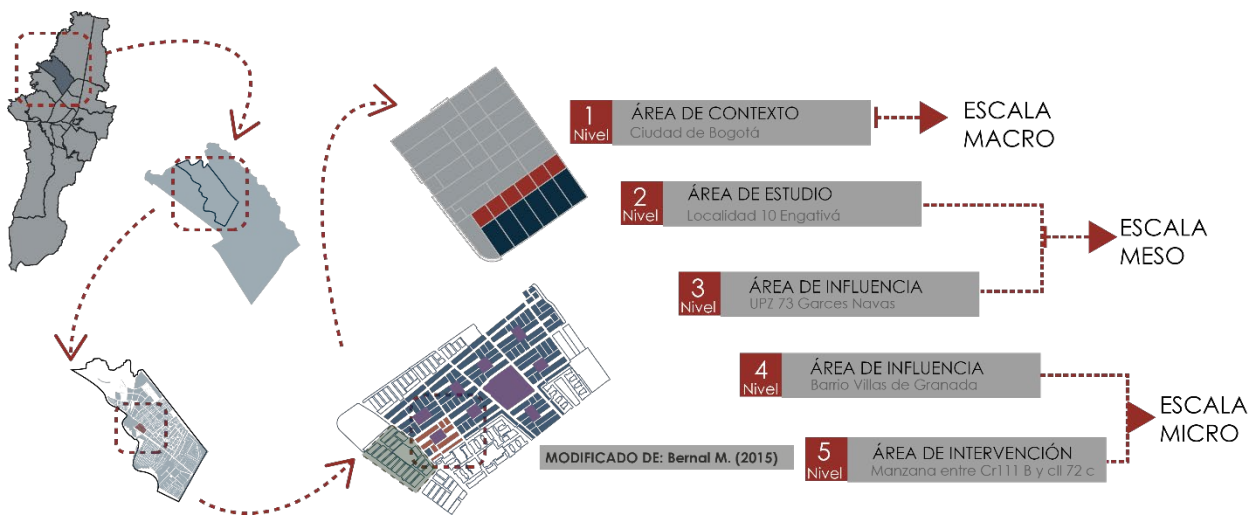 1
Nivel
ÁREA DE CONTEXTO
Ciudad de Bogotá
ESCALA
MACRO
2
Nivel
ÁREA DE ESTUDIO
Localidad 10 Engativá
ESCALA
MESO
3
Nivel
ÁREA DE INFLUENCIA
UPZ 73 Garces Navas
4
Nivel
ÁREA DE INFLUENCIA
Barrio Villas de Granada
ESCALA
MICRO
5
Nivel
ÁREA DE INTERVENCIÓN
Manzana entre Cr111 B y cll 72 c
MODIFICADO DE: Bernal M. (2015)